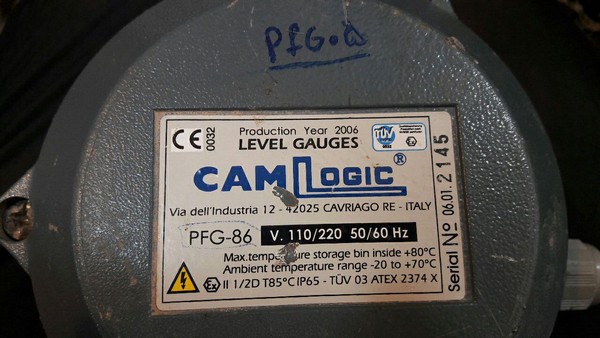 PFG.a
CE 0032
Production Year 2006
LEVEL GAUGES
TÜV
CAMLOGIC®
Via dell'Industria 12 - 42025 CAVRIAGO RE - ITALY
PFG-86 V. 110/220 50/60 Hz
Max.temperature storage bin inside +80°C
Ambient temperature range -20 to +70°C
Ex II 1/2D T85°C IP65 - TÜV 03 ATEX 2374 X
Serial No 06.01.2145